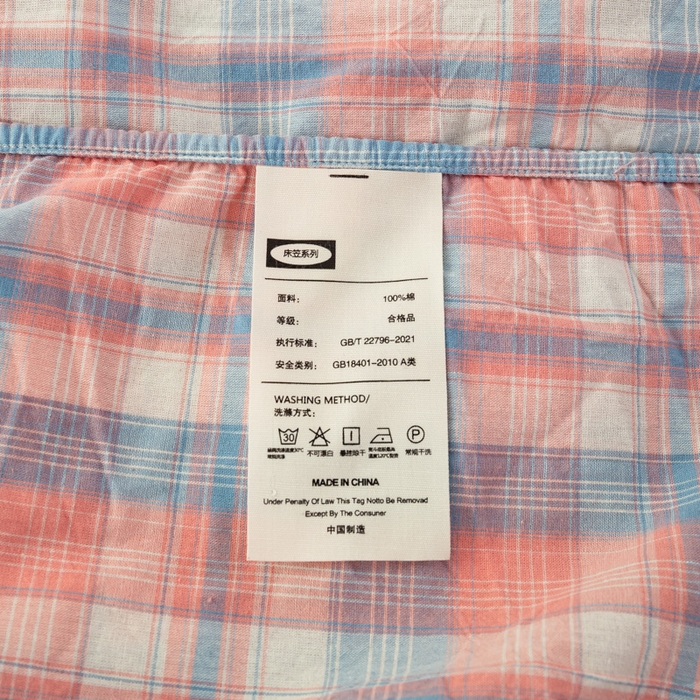 床笠系列
面料: 100%棉
等级: 合格品
执行标准: GB/T 22796-2021
安全类别: GB18401-2010 A类
WASHING METHOD/
洗涤方式:
30 P
不可漂白 悬挂晾干 常规干洗
MADE IN CHINA
Under Penalty Of Law This Tag Notto Be Removad
Except By The Consuner
中国制造